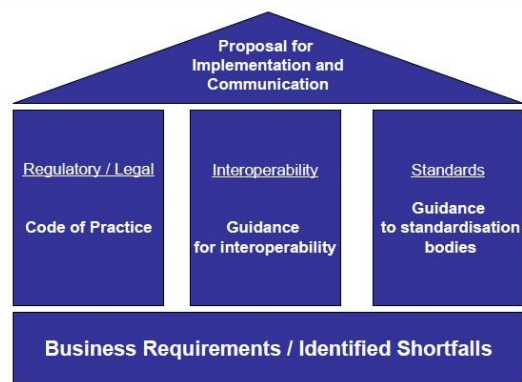 Proposal for
Implementation and
Communication
Regulatory / Legal
Code of Practice
Interoperability
Guidance
for interoperability
Standards
Guidance
to standardisation
bodies
Business Requirements / Identified Shortfalls